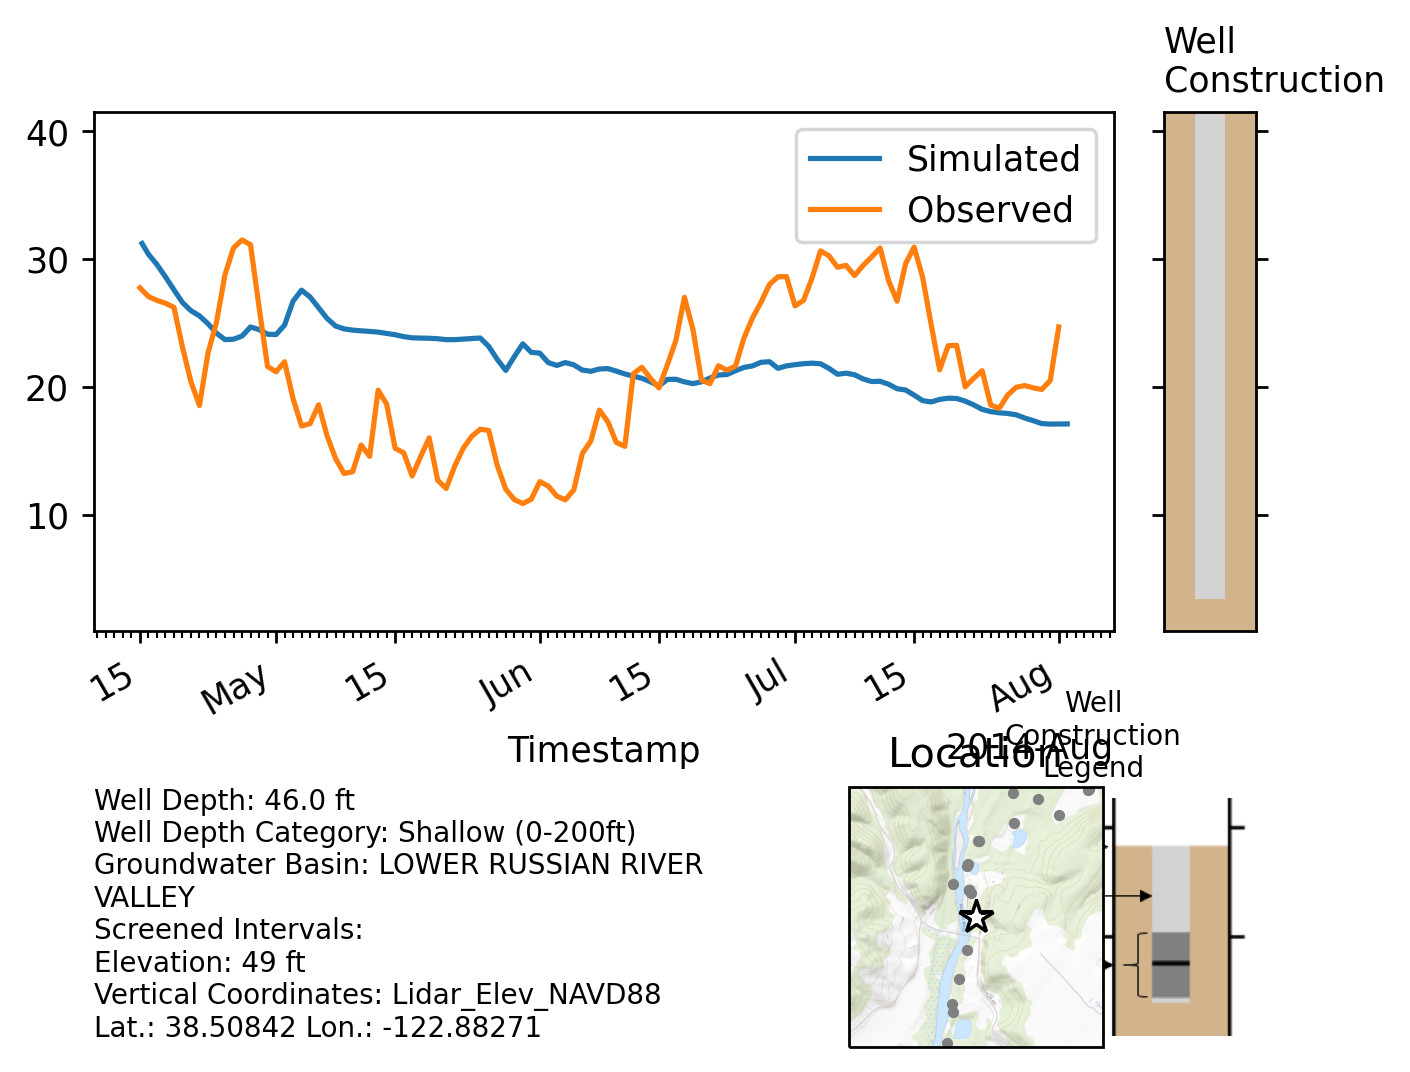 Well
Construction
40
30
20
10
Simulated
Observed
15
May
15
Jun
15
Jul
15
Aug
Timestamp
2014-Aug
Well Depth: 46.0 ft
Well Depth Category: Shallow (0-200ft)
Groundwater Basin: LOWER RUSSIAN RIVER
VALLEY
Screened Intervals:
Elevation: 49 ft
Vertical Coordinates: Lidar_Elev_NAVD88
Lat.: 38.50842 Lon.: -122.88271
Location
Well
Construction
Legend